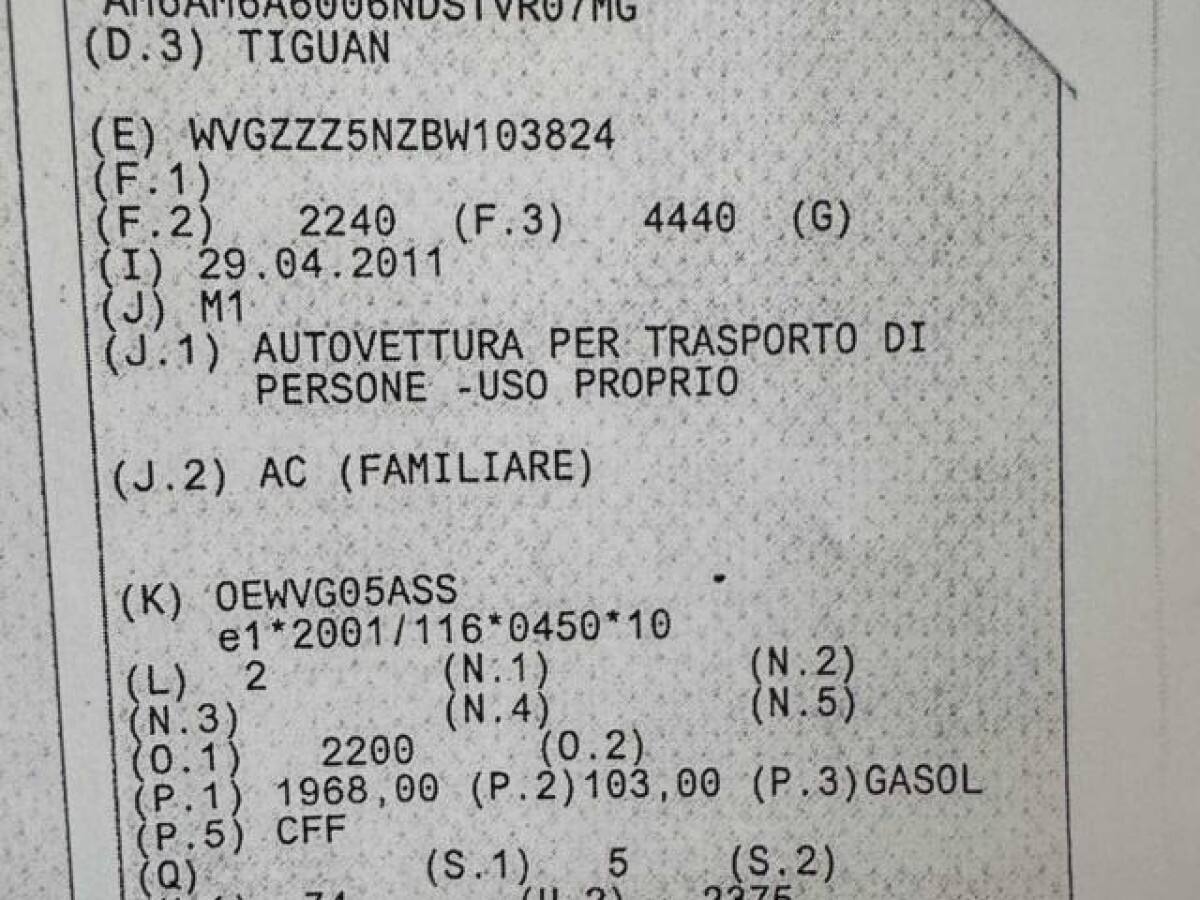 (D.3) TIGUAN
(E) WVGZZZ5NZBW103824
(F.1)
(F.2) 2240 (F.3) 4440 (G)
(I) 29.04.2011
(J) M1
(J.1) AUTOVETTURA PER TRASPORTO DI
PERSONE -USO PROPRIO
(J.2) AC (FAMILIARE)
(K) OEWVG05ASS
e1*2001/116*0450*10
(L) 2 (N.1) (N.2)
(N.3) (N.4) (N.5)
(O.1) 2200 (O.2)
(P.1) 1968,00 (P.2)103,00 (P.3)GASOL
(P.5) CFF
(Q) (S.1) 5 (S.2)